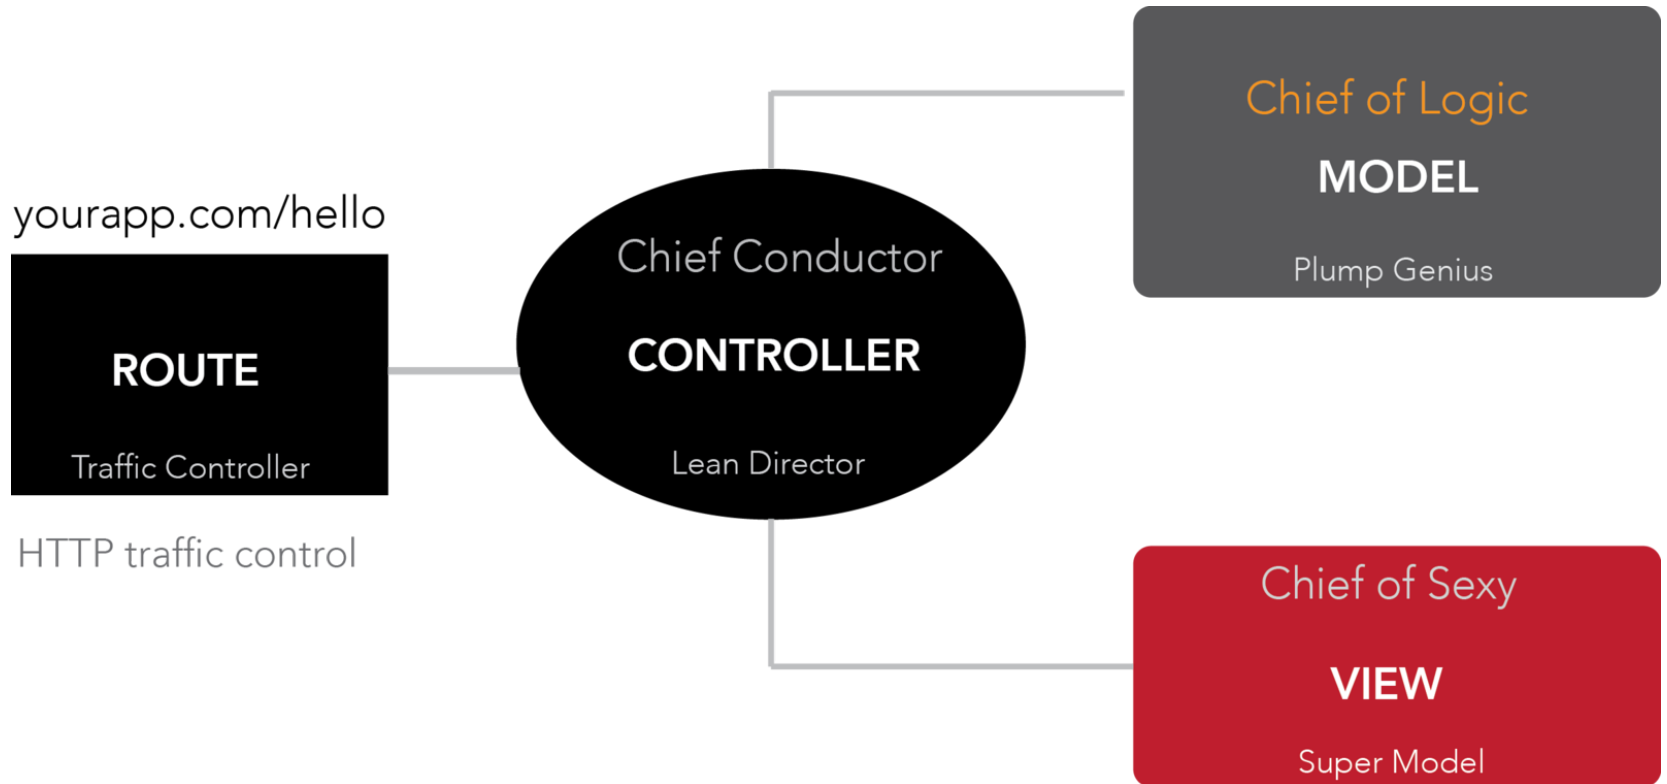 yourapp.com/hello
ROUTE
Traffic Controller
HTTP traffic control
Chief Conductor
CONTROLLER
Lean Director
Chief of Logic
MODEL
Plump Genius
Chief of Sexy
VIEW
Super Model